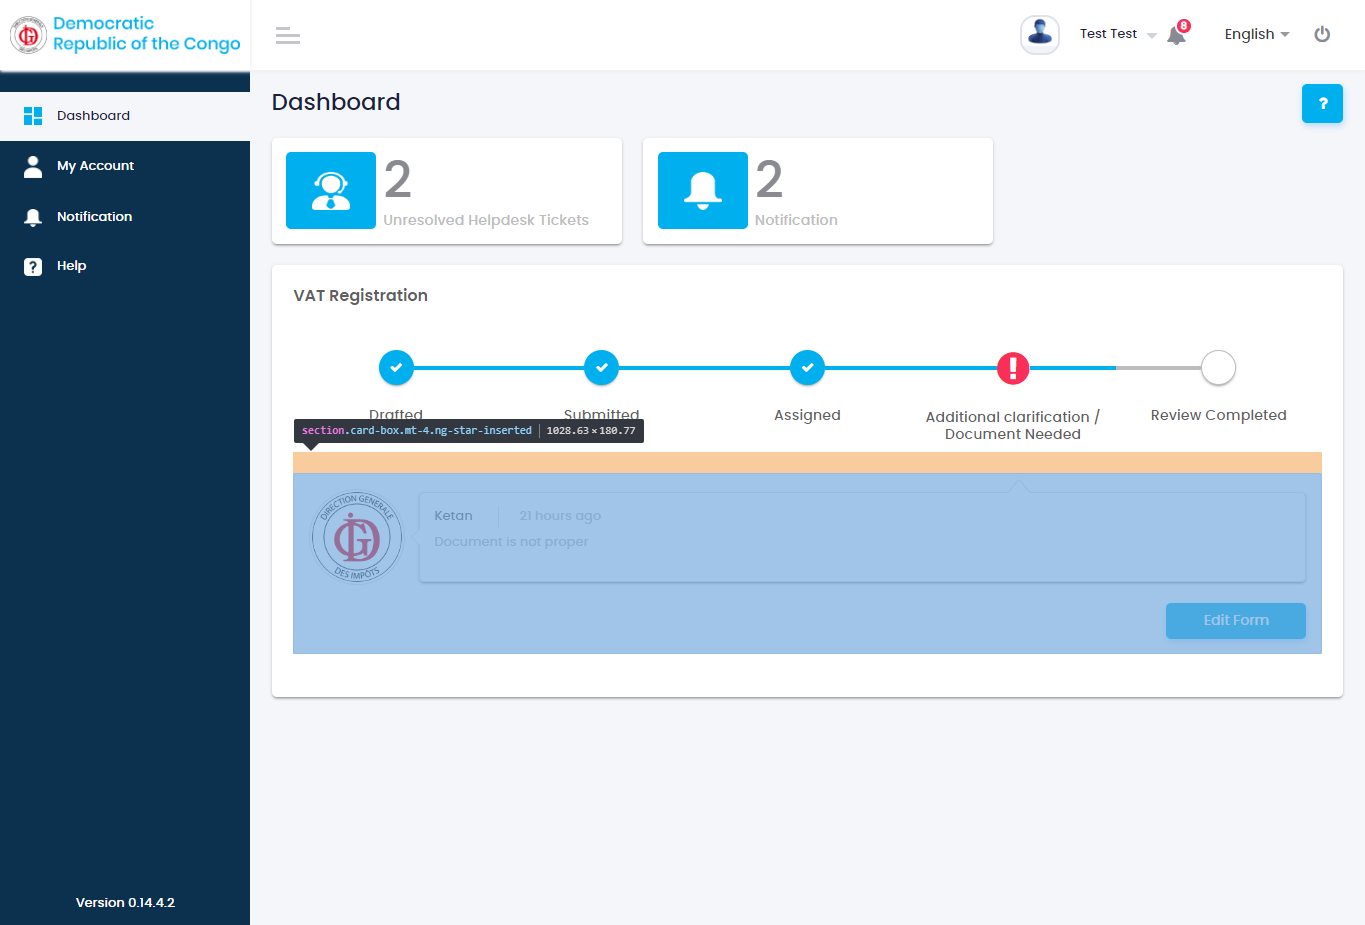 Democratic
Republic of the Congo
Test Test
8
English
Dashboard
My Account
Notification
Help
Version 0.14.4.2
Dashboard
?
2
Unresolved Helpdesk Tickets
2
Notification
VAT Registration
Drafted
Submitted
Assigned
Additional clarification /
Document Needed
Review Completed
section.card-box.mt-4.ng-star-inserted | 1028.63×180.77
DIRECTION GENERALE
DES IMPÔTS
Ketan
21 hours ago
Document is not proper
Edit Form